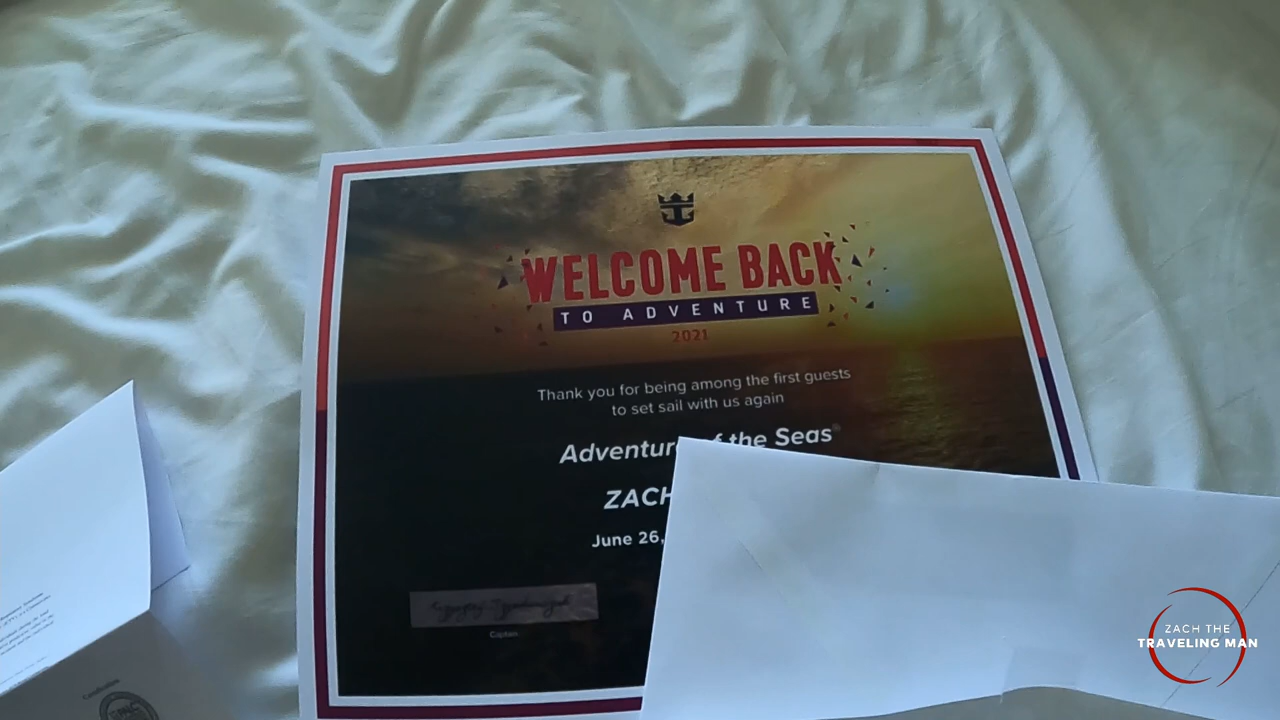 WELCOME BACK
TO ADVENTURE
2021
Thank you for being among the first guests
to set sail with us again
Adventure of the Seas®
ZACH
June 26,
Captain
ZACH THE
TRAVELING MAN